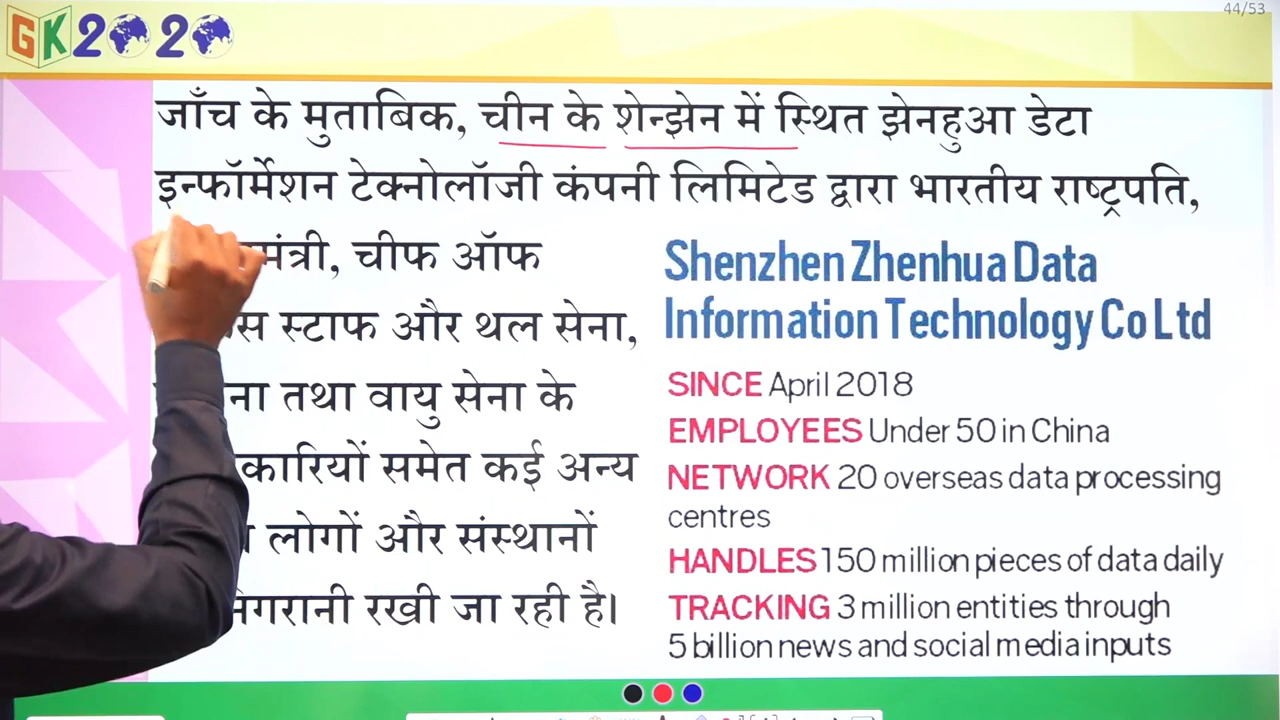 44/53
GK2020
जाँच के मुताबिक, चीन के शेन्झेन में स्थित झेनहुआ डेटा
इन्फॉर्मेशन टेक्नोलॉजी कंपनी लिमिटेड द्वारा भारतीय राष्ट्रपति,
चीफ ऑफ
स्टाफ और थल सेना,
तथा वायु सेना के
समेत कई अन्य
लोगों और संस्थानों
रखी जा रही है।
Shenzhen Zhenhua Data
Information Technology Co Ltd
SINCE April 2018
EMPLOYEES Under 50 in China
NETWORK 20 overseas data processing
centres
HANDLES 150 million pieces of data daily
TRACKING 3 million entities through
5 billion news and social media inputs